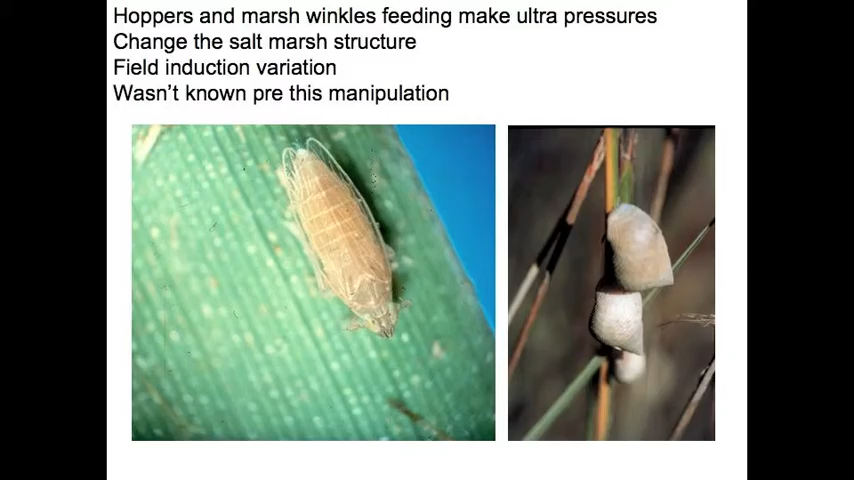 Hoppers and marsh winkles feeding make ultra pressures
Change the salt marsh structure
Field induction variation
Wasn't known pre this manipulation